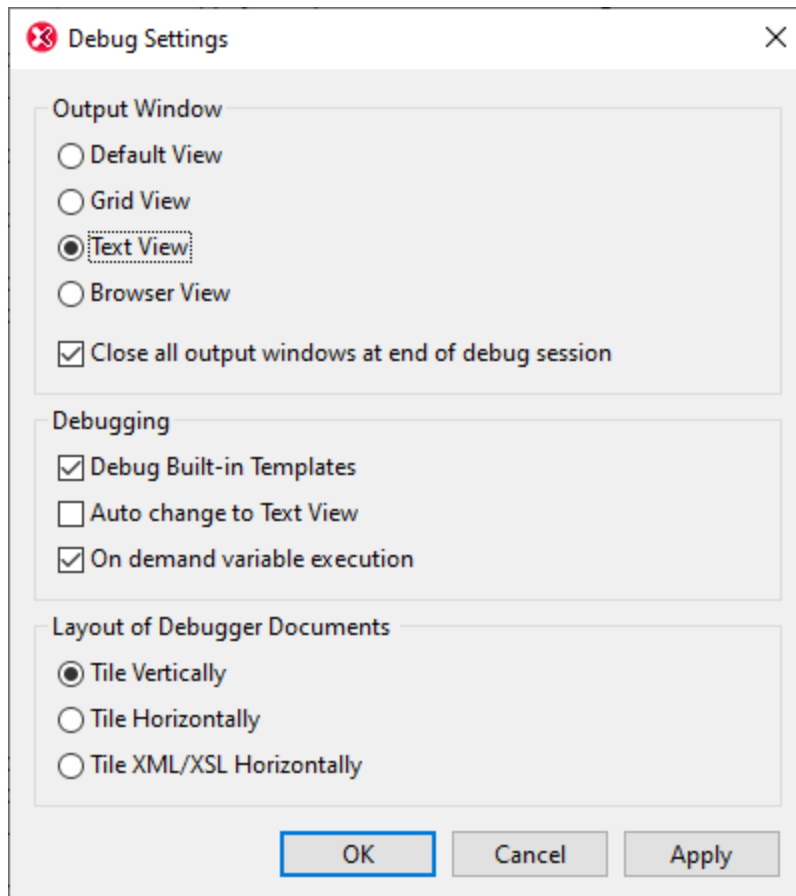 Debug Settings
Output Window
Default View
Grid View
Text View
Browser View
Close all output windows at end of debug session
Debugging
Debug Built-in Templates
Auto change to Text View
On demand variable execution
Layout of Debugger Documents
Tile Vertically
Tile Horizontally
Tile XML/XSL Horizontally
OK Cancel Apply